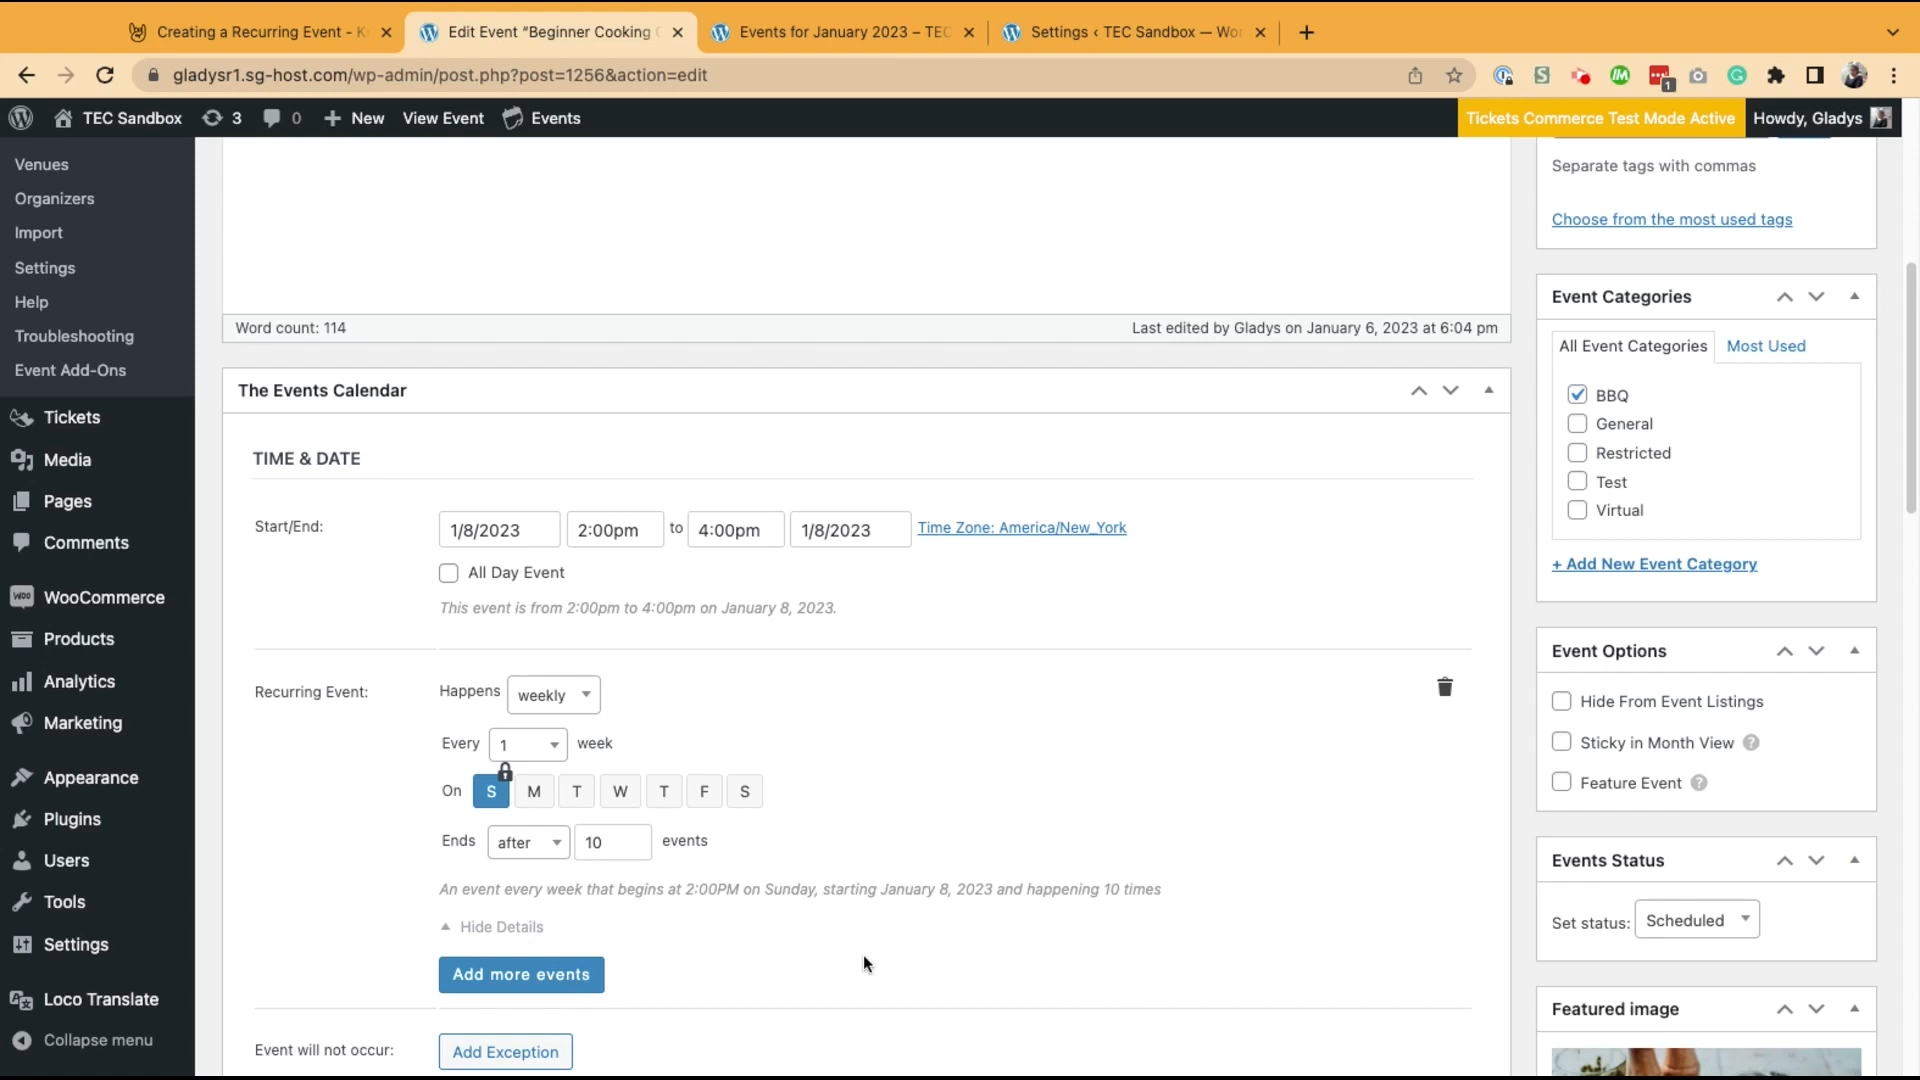 Creating a Recurring Event - K
Edit Event “Beginner Cooking
Events for January 2023 – TEC
Settings ‹ TEC Sandbox — Wor
gladysr1.sg-host.com/wp-admin/post.php?post=1256&action=edit
1
TEC Sandbox
3
0
New
View Event
Events
Tickets Commerce Test Mode Active
Howdy, Gladys
Venues
Organizers
Import
Settings
Help
Troubleshooting
Event Add-Ons
Tickets
Media
Pages
Comments
WooCommerce
Products
Analytics
Marketing
Appearance
Plugins
Users
Tools
Settings
Loco Translate
Collapse menu
Word count: 114
Last edited by Gladys on January 6, 2023 at 6:04 pm
The Events Calendar
TIME & DATE
Start/End:
1/8/2023 2:00pm to 4:00pm 1/8/2023 Time Zone: America/New_York
All Day Event
This event is from 2:00pm to 4:00pm on January 8, 2023.
Recurring Event:
Happens weekly
Every 1 week
On S M T W T F S
Ends after 10 events
An event every week that begins at 2:00PM on Sunday, starting January 8, 2023 and happening 10 times
Hide Details
Add more events
Event will not occur:
Add Exception
Separate tags with commas
Choose from the most used tags
Event Categories
All Event Categories
Most Used
BBQ
General
Restricted
Test
Virtual
+ Add New Event Category
Event Options
Hide From Event Listings
Sticky in Month View ?
Feature Event ?
Events Status
Set status: Scheduled
Featured image